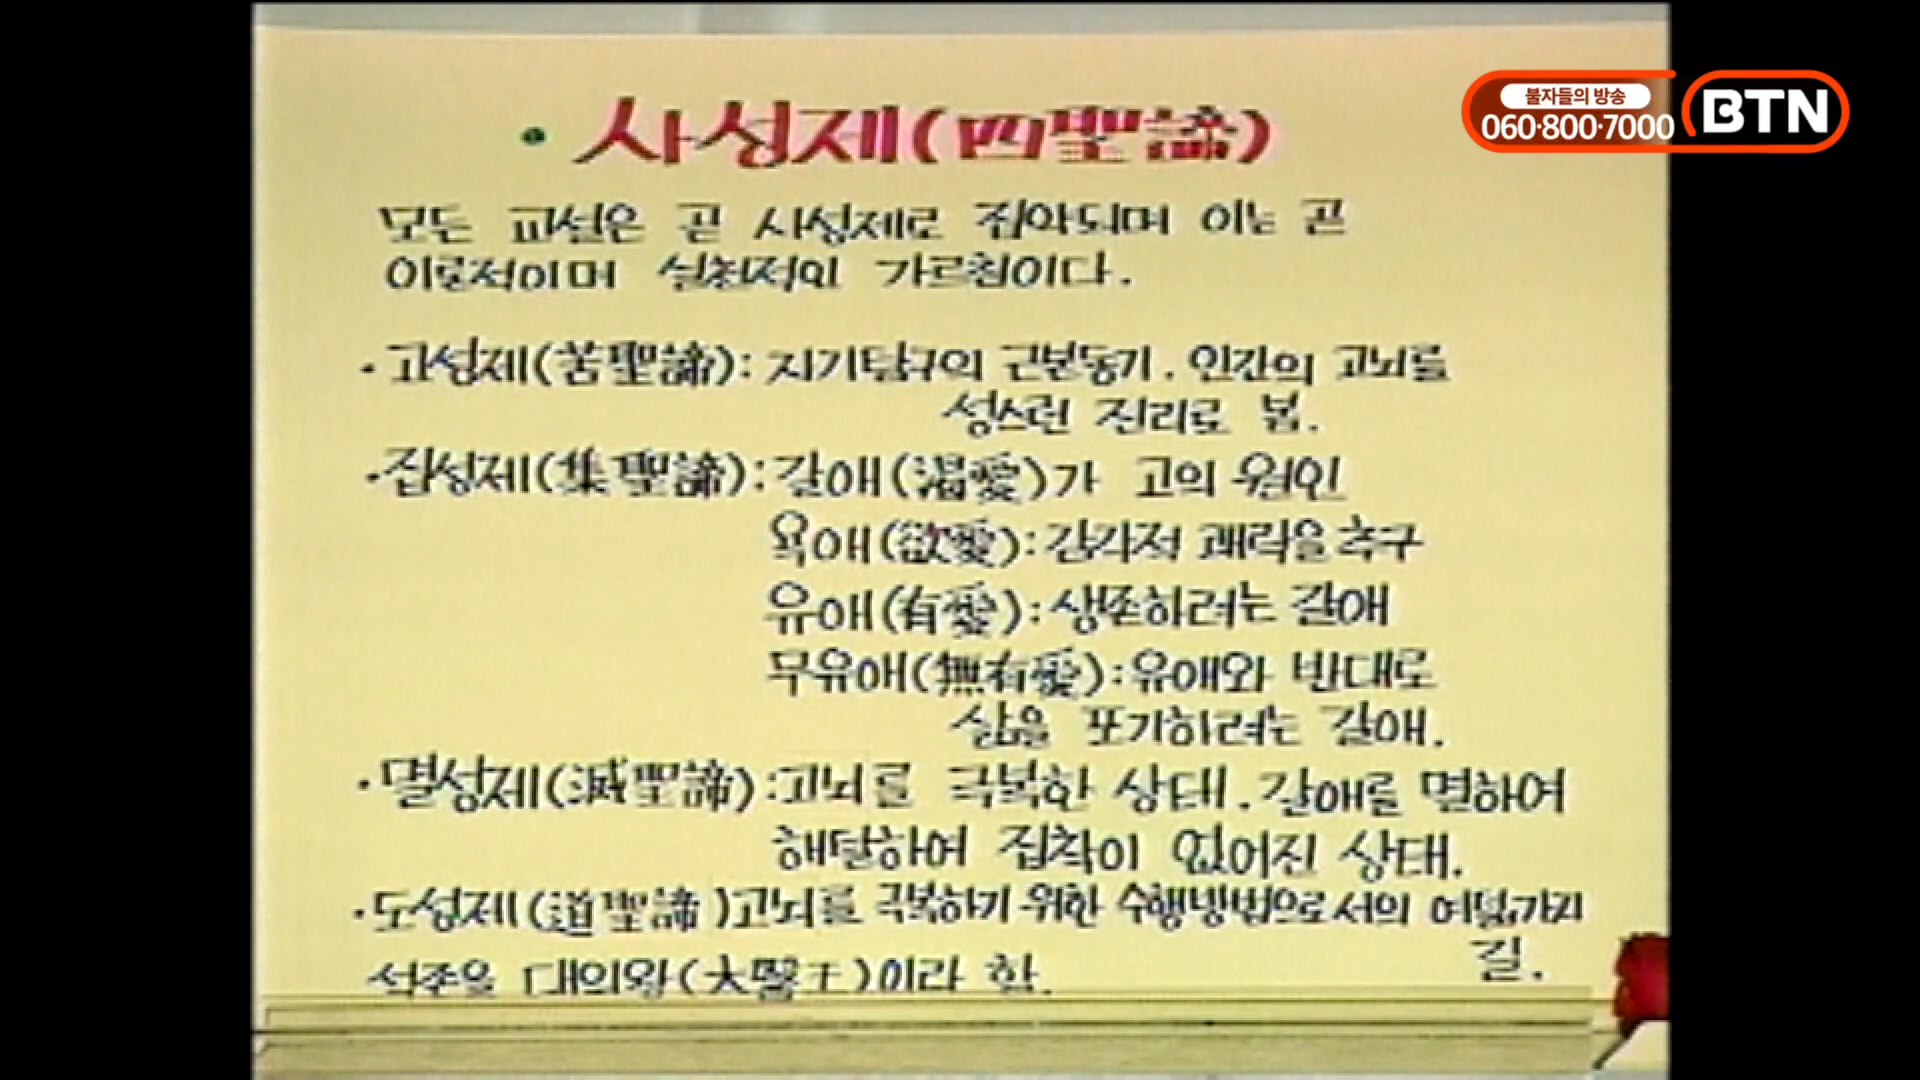 불자들의 방송
060·800·7000
BTN
· 사성제(四聖諦)
모든 교설은 곧 사성제로 집약되며 이는 곧
이론적이며 실천적인 가르침이다.
· 고성제(苦聖諦): 자기탐구의 근본동기. 인간의 고뇌를
성스런 진리로 봄.
· 집성제(集聖諦): 갈애(渴愛)가 고의 원인
욕애(欲愛): 감각적 쾌락을 추구
유애(有愛): 생존하려는 갈애
무유애(無有愛): 유애와 반대로
삶을 포기하려는 갈애.
· 멸성제(滅聖諦): 고뇌를 극복한 상태. 갈애를 멸하여
해탈하여 집착이 없어진 상태.
· 도성제(道聖諦)고뇌를 극복하기 위한 수행방법으로서의 여덟가지
길.
석존을 대의왕(大醫王)이라 함.